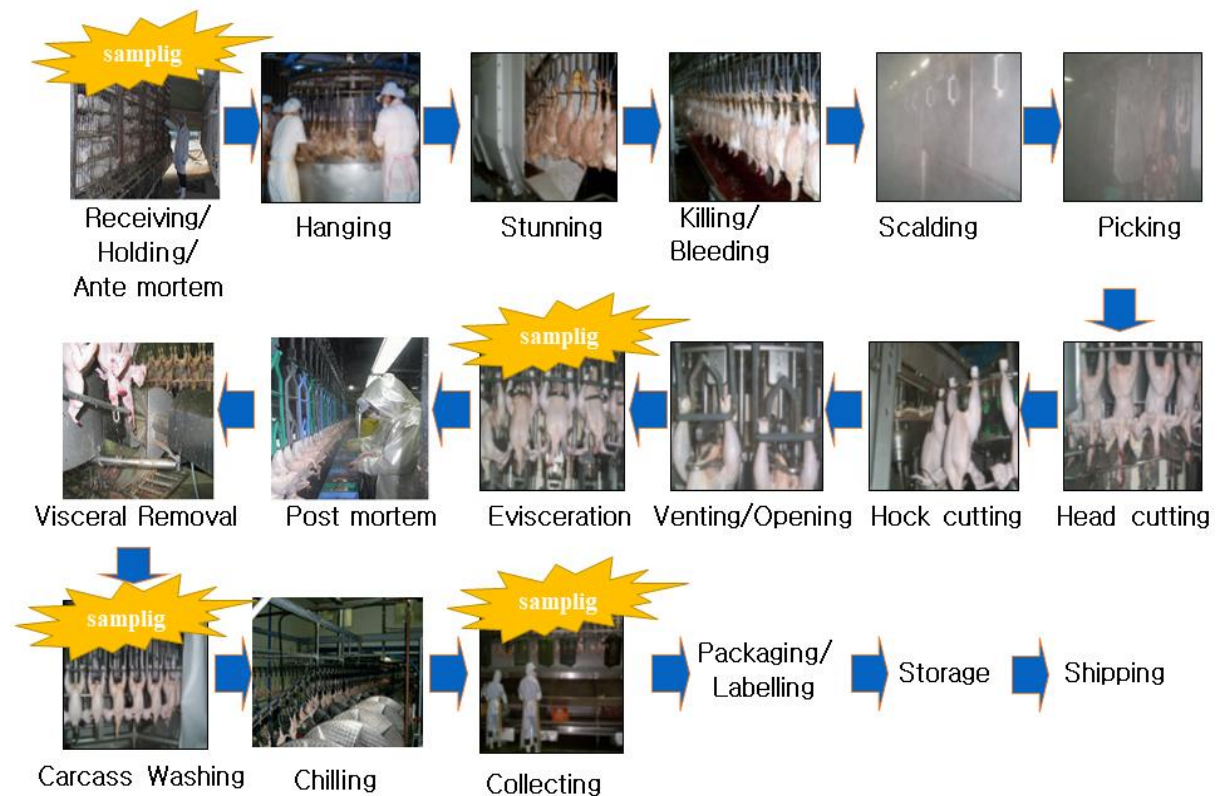 samplig
Receiving/
Holding/
Ante mortem
Hanging
Stunning
Killing/
Bleeding
Scalding
Picking
samplig
Visceral Removal
Post mortem
Evisceration
Venting/Opening
Hock cutting
Head cutting
samplig
samplig
Packaging/
Labelling
Storage
Shipping
Carcass Washing
Chilling
Collecting